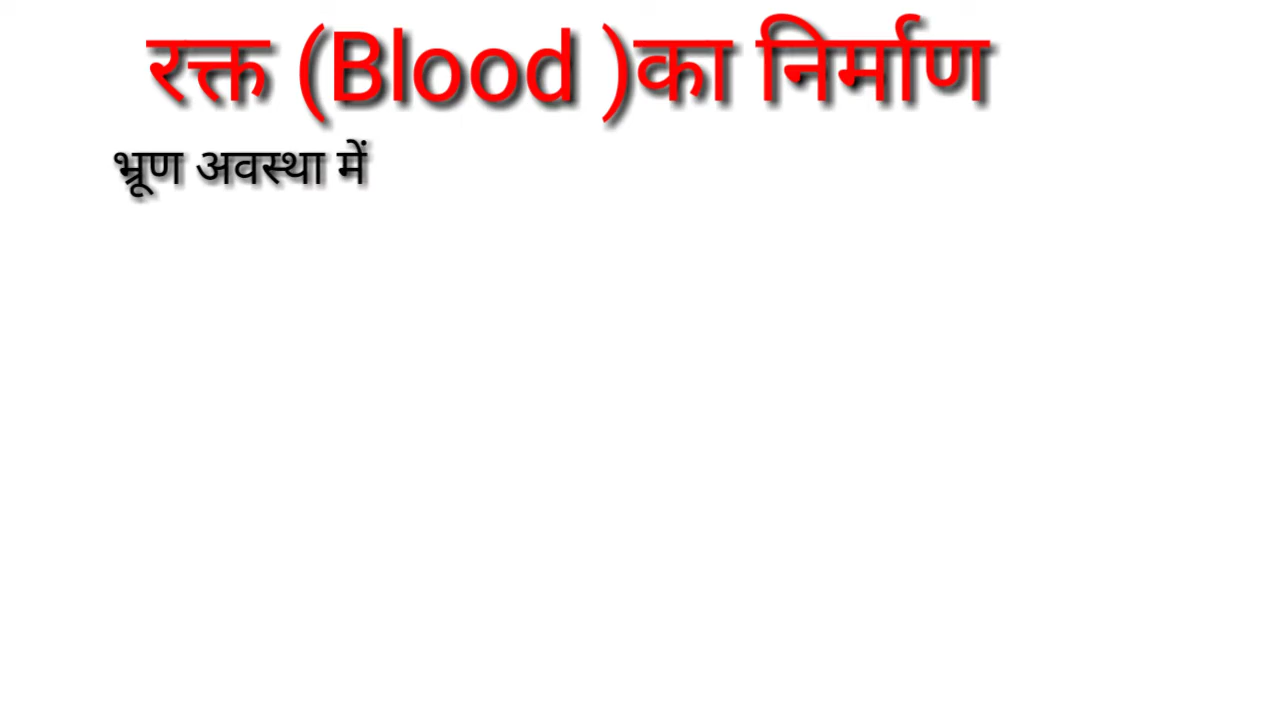 रक्त (Blood )का निर्माण
भ्रूण अवस्था में